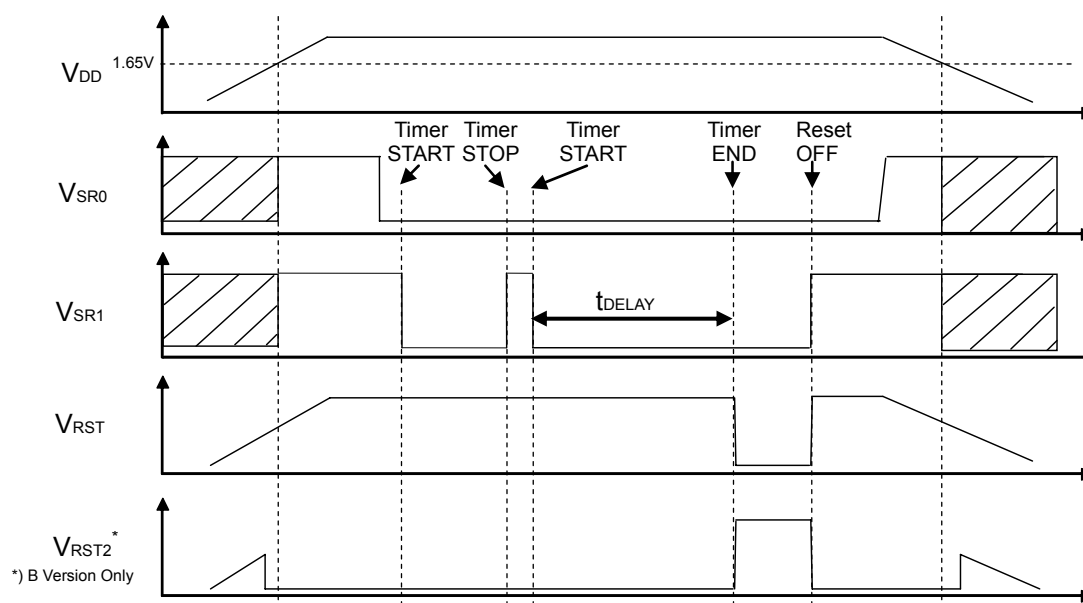 1.65V
VDD
Timer START
Timer STOP
Timer START
Timer END
Reset OFF
VSR0
VSR1
tDELAY
VRST
VRST2*
*) B Version Only